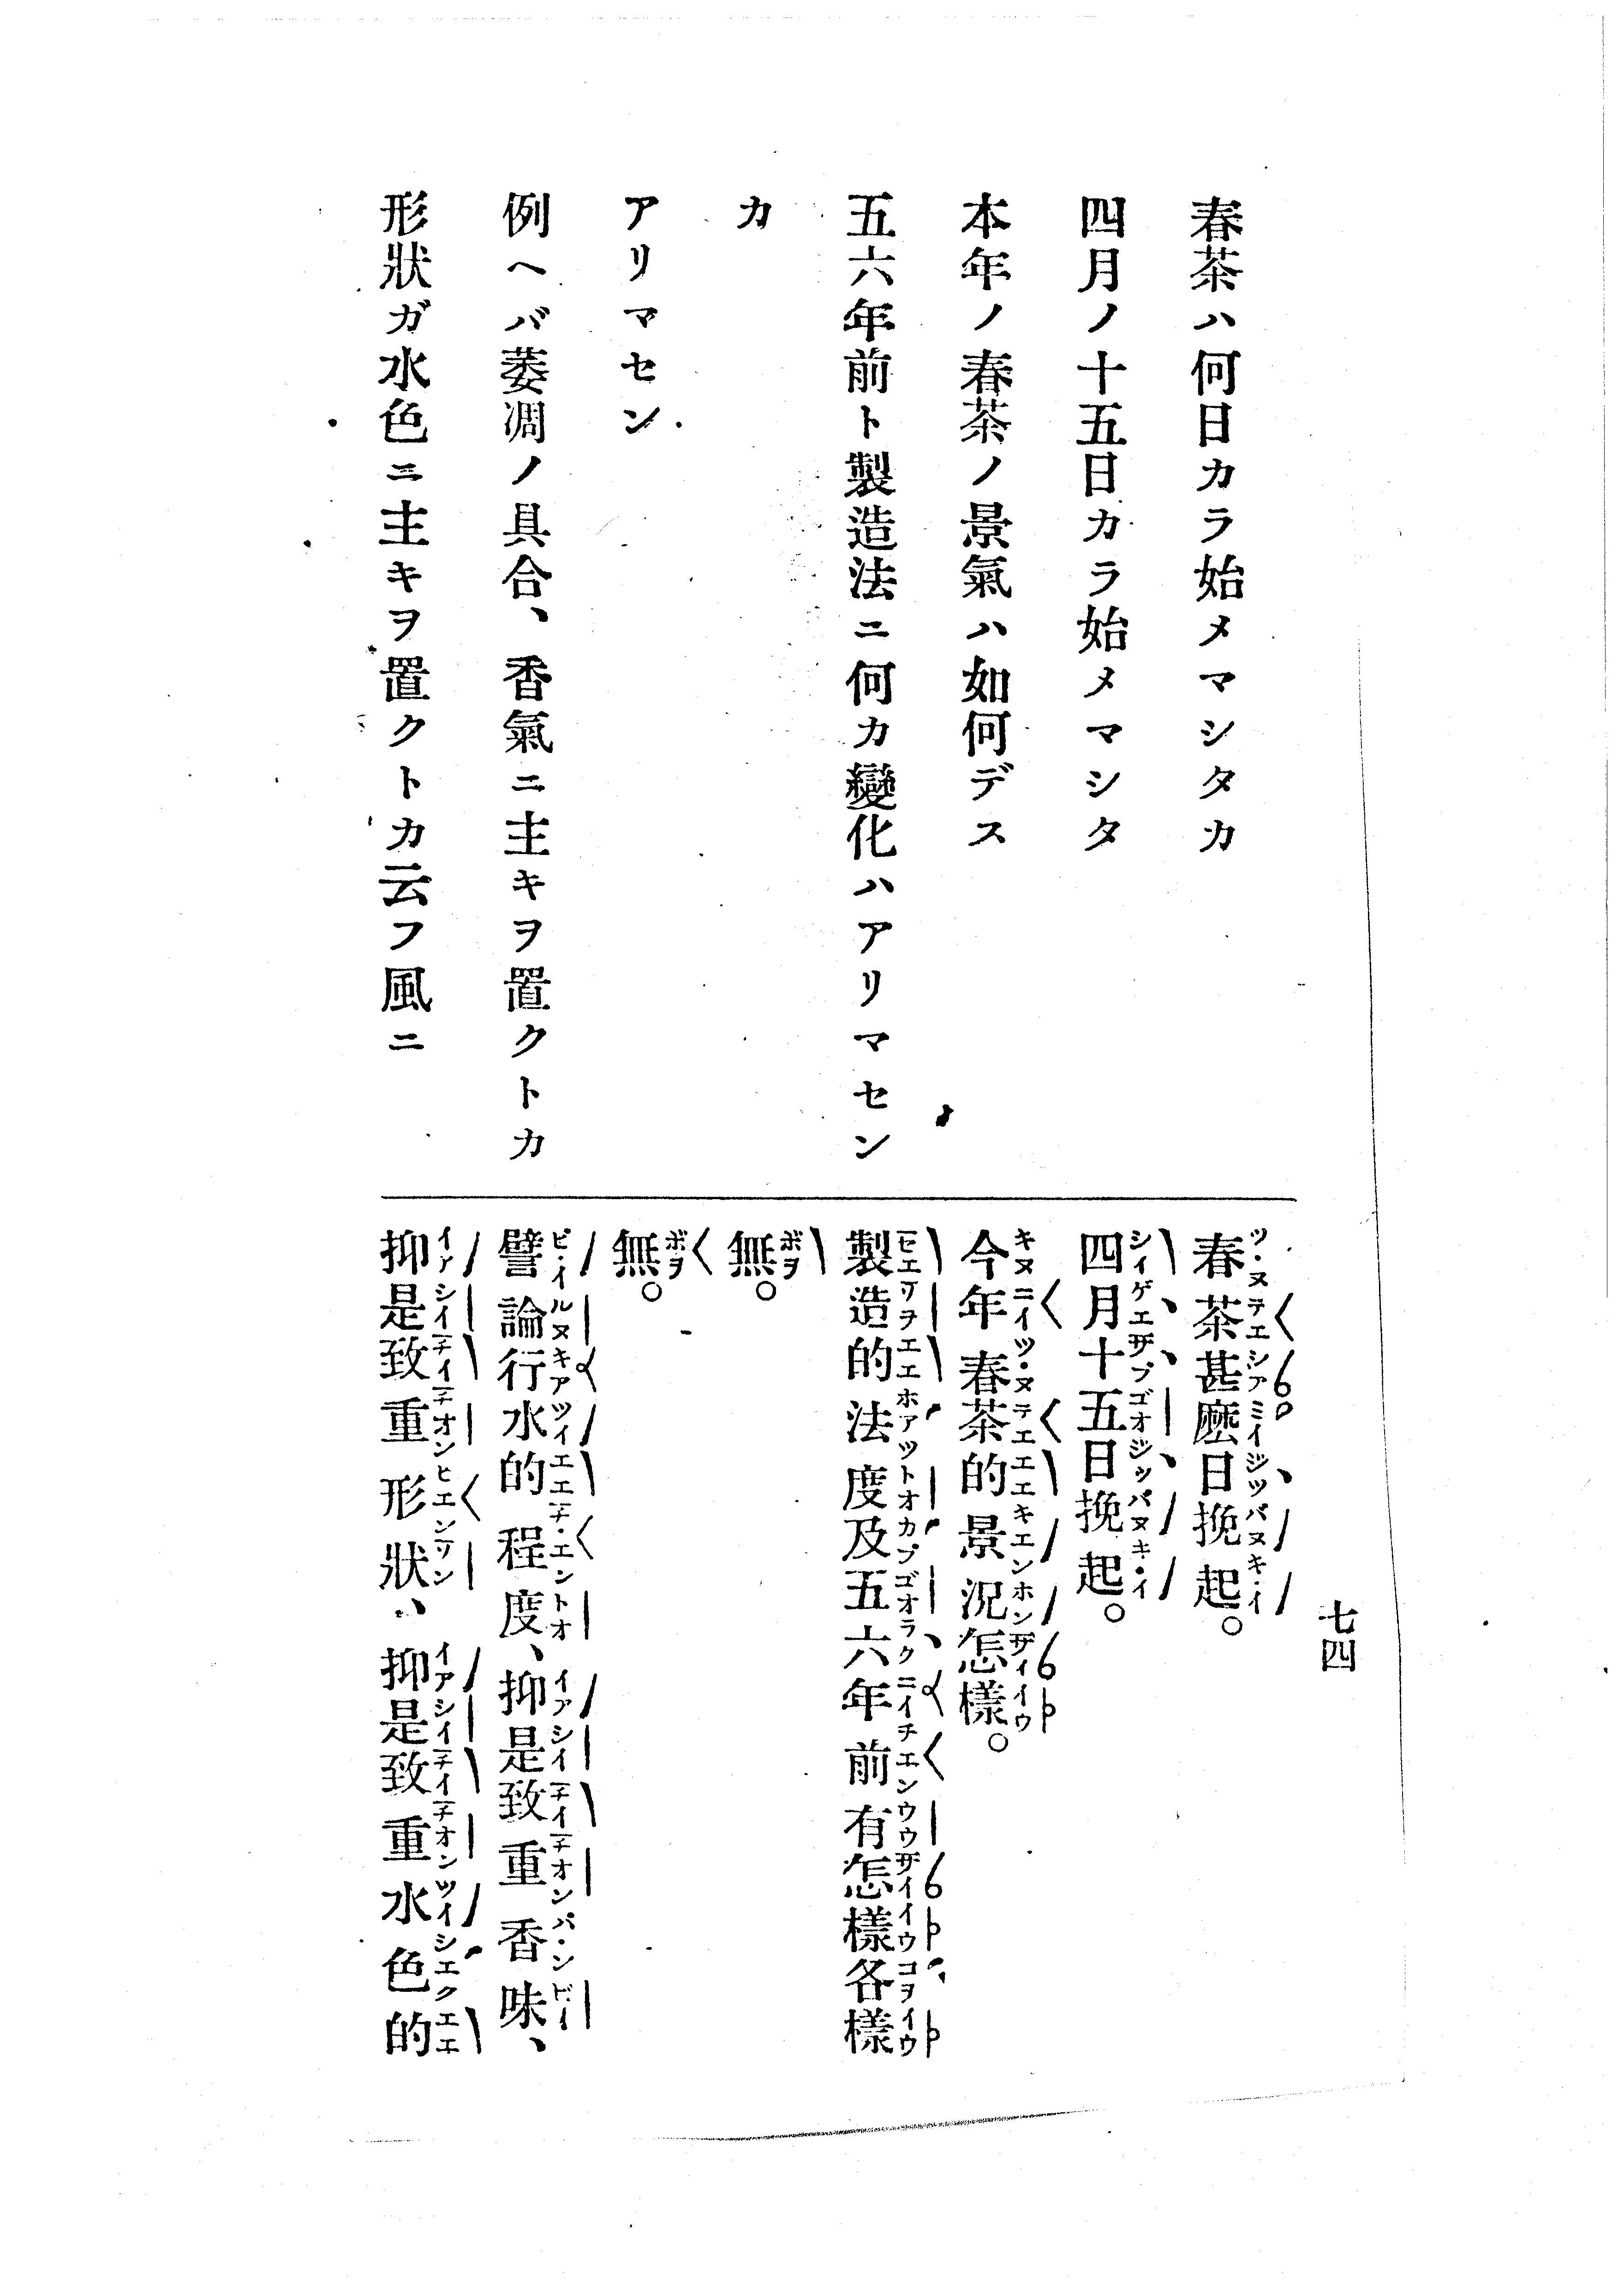 七四
春茶ハ何日カラ始メマシタカ
四月ノ十五日カラ始メマシタ
本年ノ春茶ノ景氣ハ如何デス
五六年前ト製造法ニ何カ變化ハアリマセン
カ
アリマセン
例ヘバ萎凋ノ具合、香氣ニ主キヲ置クトカ
形狀ガ水色ニ主キヲ置クトカ云フ風ニ
春茶甚麽日挽起。
四月十五日挽起。
今年春茶的景況怎樣。
製造的法度及五六年前有怎樣各樣
無。
無。
譬論行水的程度、抑是致重香味、
抑是致重形狀、抑是致重水色的